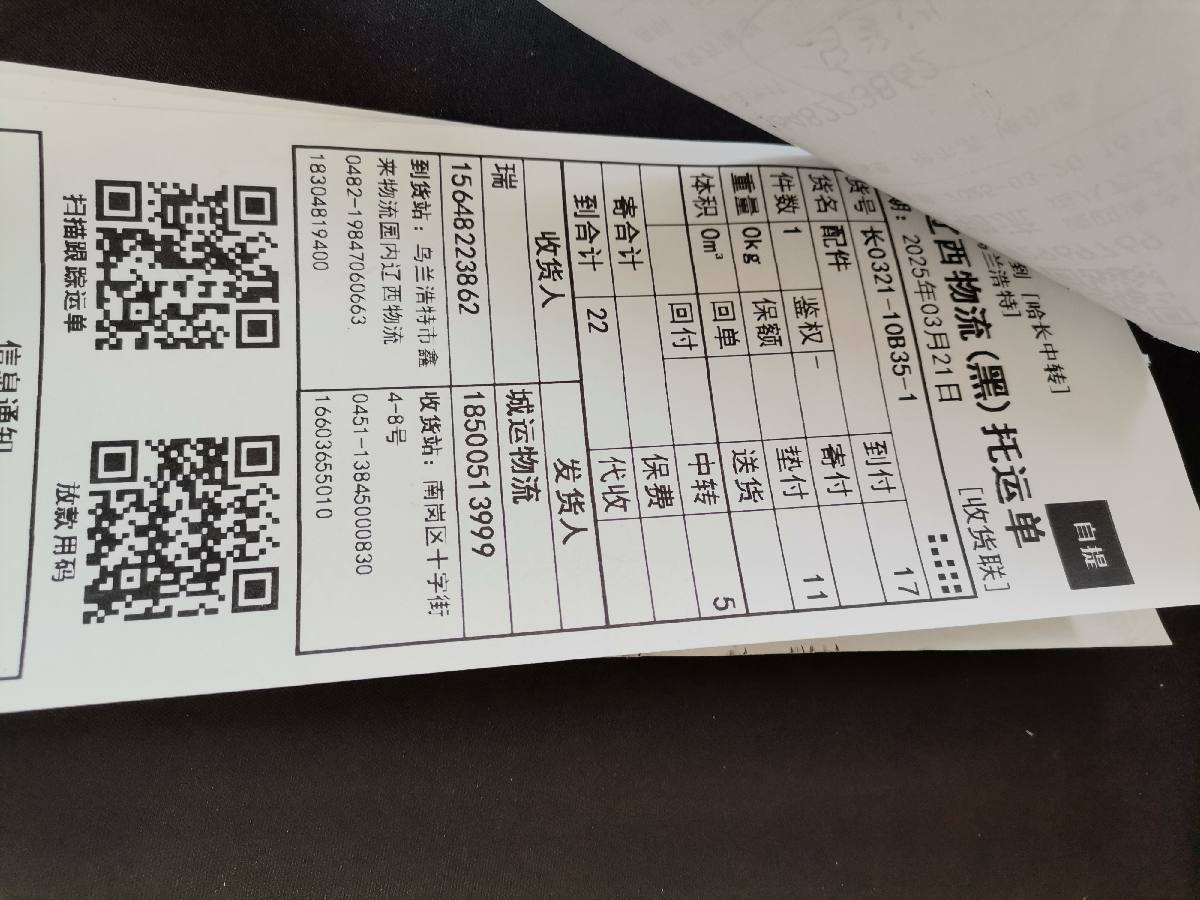 自提
到 [哈长中转]
兰浩特]
西物流(黑)托运单
[收货联]
期: 2025年03月21日
货号 长0321-10B35-1 到付 17
货名 配件 鉴权 - 寄付
件数 1 保额 垫付 11
重量 0kg 回单 送货
体积 0m³ 回付 中转 5
保费
寄合计 代收
到合计 22
收货人 发货人
瑞 城运物流
15648223862 18500513999
到货站: 乌兰浩特市鑫
来物流园内辽西物流
0482-19847060663
18304819400
收货站: 南岗区十字街
4-8号
0451-13845000830
16603655010
扫描跟踪运单 放款用码
信息通知